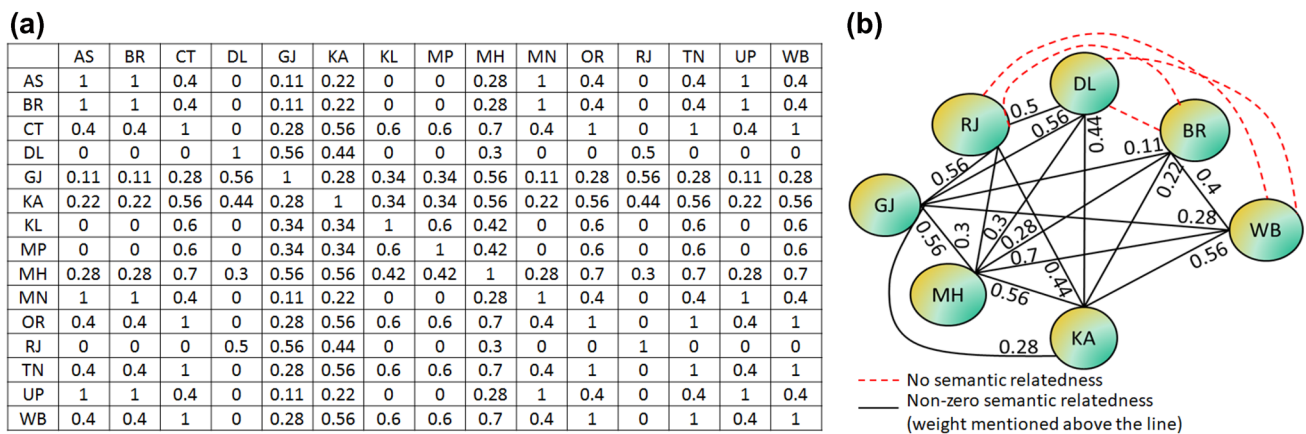 (a)
AS BR CT DL GJ KA KL MP MH MN OR RJ TN UP WB
AS 1 1 0.4 0 0.11 0.22 0 0 0.28 1 0.4 0 0.4 1 0.4
BR 1 1 0.4 0 0.11 0.22 0 0 0.28 1 0.4 0 0.4 1 0.4
CT 0.4 0.4 1 0 0.28 0.56 0.6 0.6 0.7 0.4 1 0 1 0.4 1
DL 0 0 0 1 0.56 0.44 0 0 0.3 0 0 0.5 0 0 0
GJ 0.11 0.11 0.28 0.56 1 0.28 0.34 0.34 0.56 0.11 0.28 0.56 0.28 0.11 0.28
KA 0.22 0.22 0.56 0.44 0.28 1 0.34 0.34 0.56 0.22 0.56 0.44 0.56 0.22 0.56
KL 0 0 0.6 0 0.34 0.34 1 0.6 0.42 0 0.6 0 0.6 0 0.6
MP 0 0 0.6 0 0.34 0.34 0.6 1 0.42 0 0.6 0 0.6 0 0.6
MH 0.28 0.28 0.7 0.3 0.56 0.56 0.42 0.42 1 0.28 0.7 0.3 0.7 0.28 0.7
MN 1 1 0.4 0 0.11 0.22 0 0 0.28 1 0.4 0 0.4 1 0.4
OR 0.4 0.4 1 0 0.28 0.56 0.6 0.6 0.7 0.4 1 0 1 0.4 1
RJ 0 0 0 0.5 0.56 0.44 0 0 0.3 0 0 1 0 0 0
TN 0.4 0.4 1 0 0.28 0.56 0.6 0.6 0.7 0.4 1 0 1 0.4 1
UP 1 1 0.4 0 0.11 0.22 0 0 0.28 1 0.4 0 0.4 1 0.4
WB 0.4 0.4 1 0 0.28 0.56 0.6 0.6 0.7 0.4 1 0 1 0.4 1
(b)
DL
RJ
BR
GJ
WB
MH
KA
0.5
0.56
0.44
0.11
0.56
0.22
0.4
0.28
0.56
0.3
0.3
0.28
0.7
0.44
0.56
0.56
0.28
No semantic relatedness
Non-zero semantic relatedness
(weight mentioned above the line)